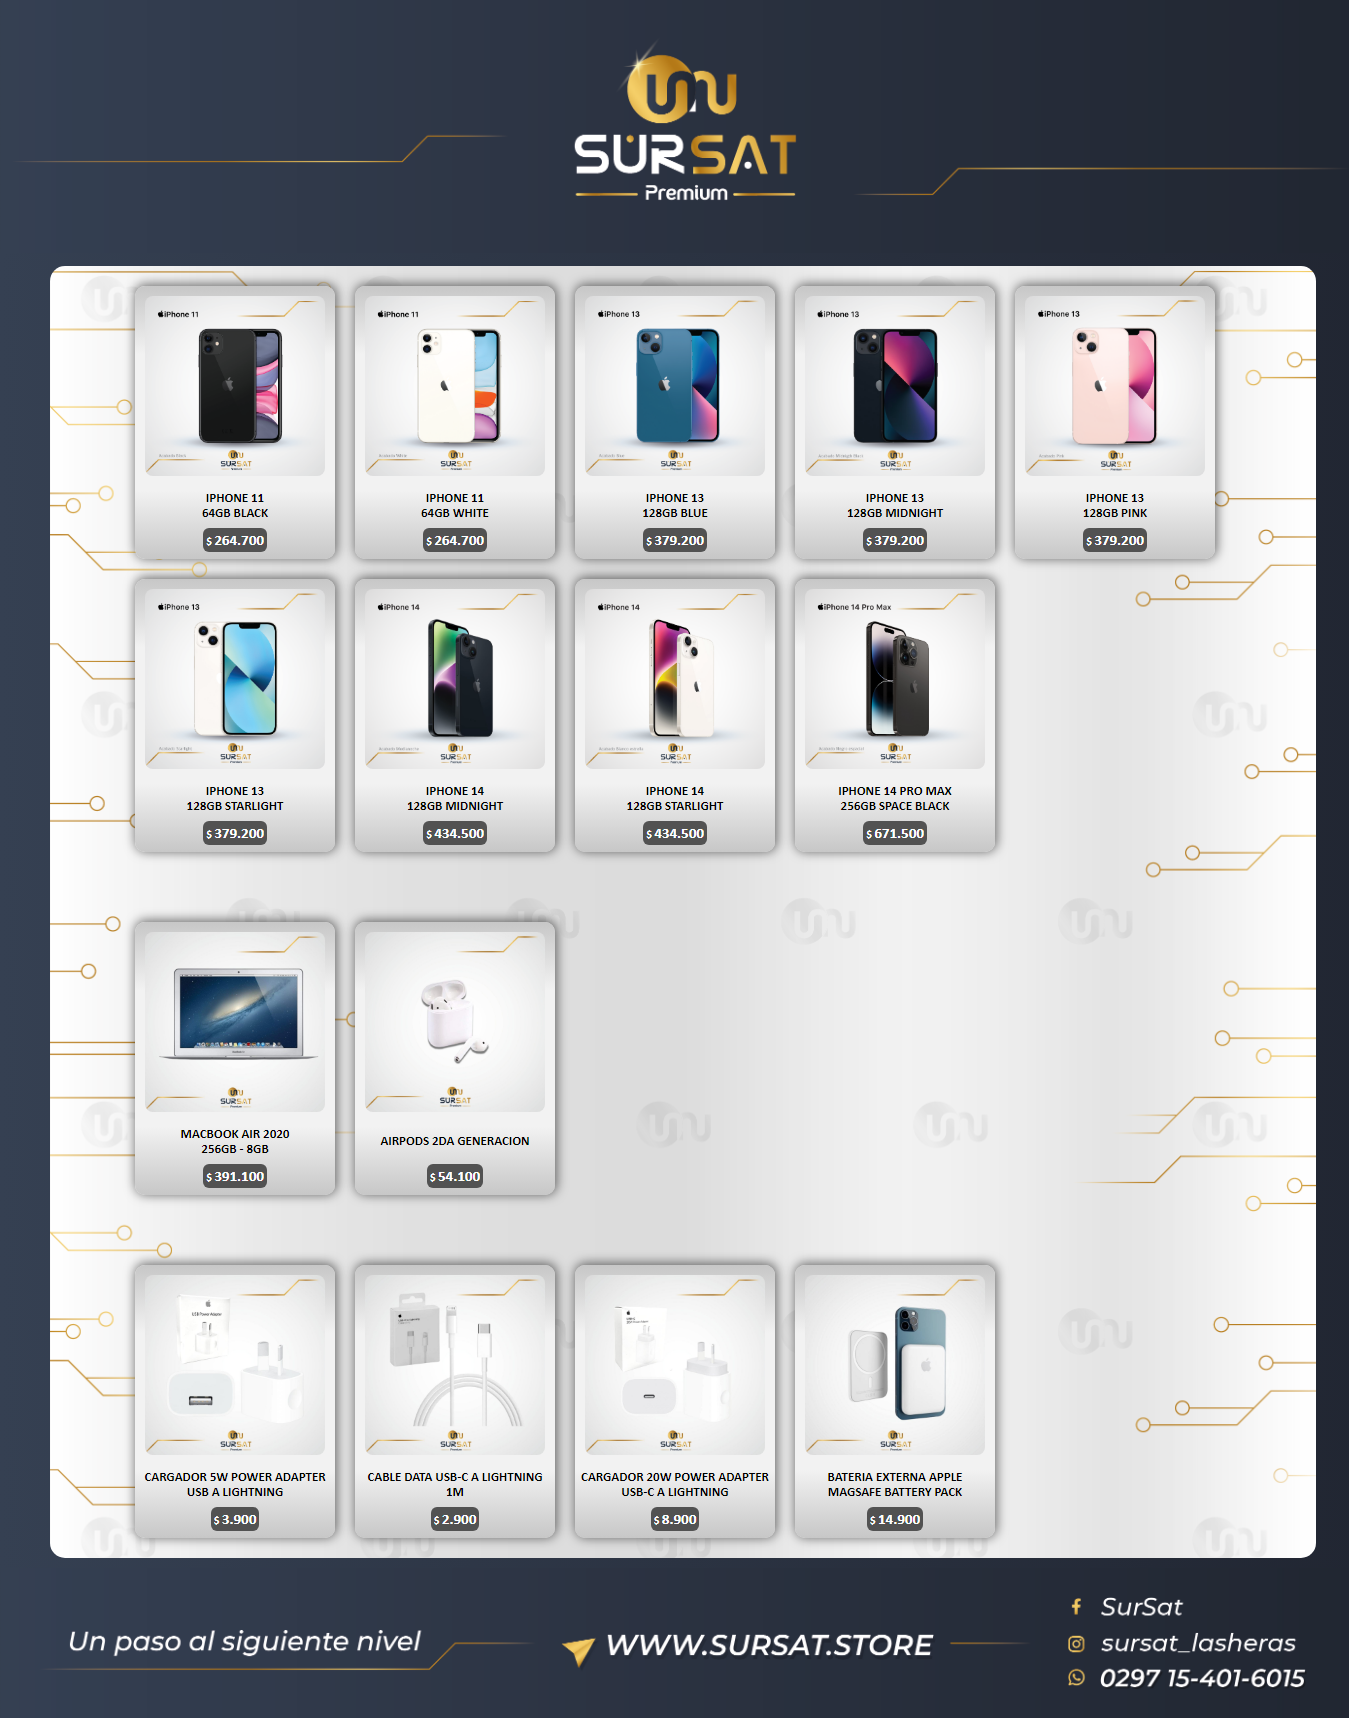 SURSAT
Premium
iPhone 11
SURSAT
IPHONE 11
64GB BLACK
$ 264.700
iPhone 11
SURSAT
IPHONE 11
64GB WHITE
$ 264.700
iPhone 13
SURSAT
IPHONE 13
128GB BLUE
$ 379.200
iPhone 13
SURSAT
IPHONE 13
128GB MIDNIGHT
$ 379.200
iPhone 13
SURSAT
IPHONE 13
128GB PINK
$ 379.200
iPhone 13
SURSAT
IPHONE 13
128GB STARLIGHT
$ 379.200
iPhone 14
SURSAT
IPHONE 14
128GB MIDNIGHT
$ 434.500
iPhone 14
SURSAT
IPHONE 14
128GB STARLIGHT
$ 434.500
iPhone 14 Pro Max
SURSAT
IPHONE 14 PRO MAX
256GB SPACE BLACK
$ 671.500
SURSAT
MACBOOK AIR 2020
256GB - 8GB
$ 391.100
SURSAT
AIRPODS 2DA GENERACION
$ 54.100
SURSAT
CARGADOR 5W POWER ADAPTER
USB A LIGHTNING
$ 3.900
SURSAT
CABLE DATA USB-C A LIGHTNING
1M
$ 2.900
SURSAT
CARGADOR 20W POWER ADAPTER
USB-C A LIGHTNING
$ 8.900
SURSAT
BATERIA EXTERNA APPLE
MAGSAFE BATTERY PACK
$ 14.900
Un paso al siguiente nivel
WWW.SURSAT.STORE
SurSat
sursat_lasheras
0297 15-401-6015